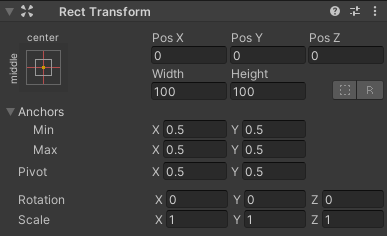 Rect Transform
center
Pos X Pos Y Pos Z
middle
0 0 0
Width Height
100 100
R
Anchors
Min X 0.5 Y 0.5
Max X 0.5 Y 0.5
Pivot X 0.5 Y 0.5
Rotation X 0 Y 0 Z 0
Scale X 1 Y 1 Z 1